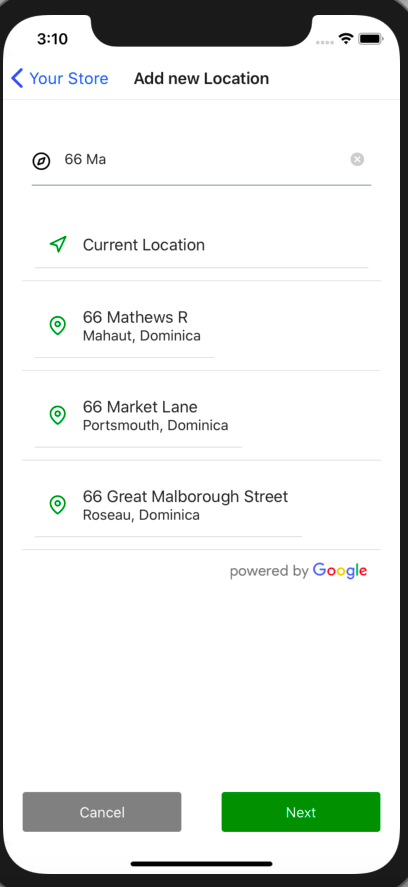 3:10
Your Store
Add new Location
66 Ma
Current Location
66 Mathews R
Mahaut, Dominica
66 Market Lane
Portsmouth, Dominica
66 Great Malborough Street
Roseau, Dominica
powered by Google
Cancel
Next